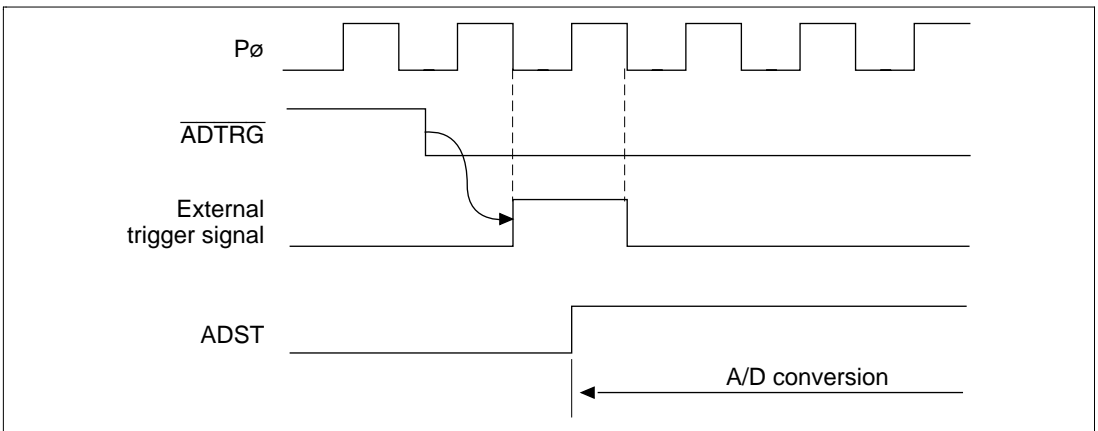 Pø
ADTRG
External
trigger signal
ADST
A/D conversion